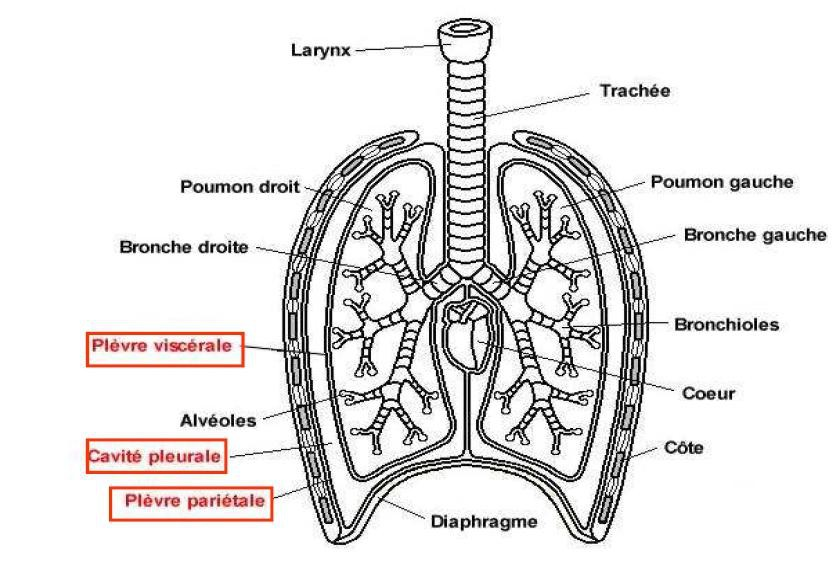 Larynx
Trachée
Poumon droit
Poumon gauche
Bronche droite
Bronche gauche
Bronchioles
Plèvre viscérale
Coeur
Alvéoles
Côte
Cavité pleurale
Plèvre pariétale
Diaphragme